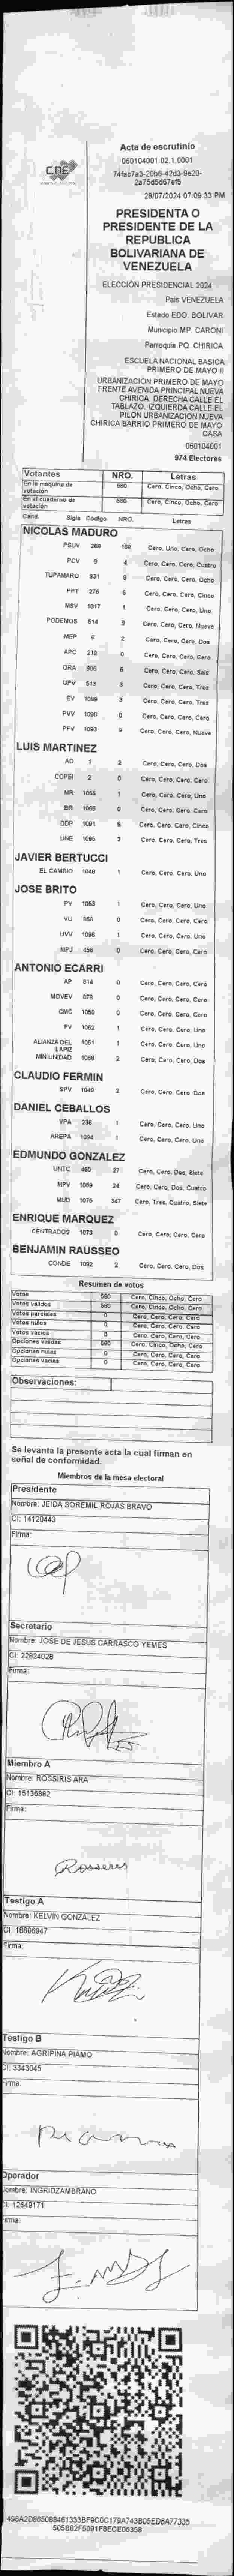 CNE
Acta de escrutinio
060104001.02.1.0001
74fac7a3-20b6-42d3-9e20-
2a75d5d67ef5
28/07/2024 07:09:33 PM
PRESIDENTA O
PRESIDENTE DE LA
REPUBLICA
BOLIVARIANA DE
VENEZUELA
ELECCIÓN PRESIDENCIAL 2024
País VENEZUELA
Estado EDO. BOLIVAR
Municipio MP. CARONI
Parroquia PQ. CHIRICA
ESCUELA NACIONAL BASICA
PRIMERO DE MAYO II
URBANIZACION PRIMERO DE MAYO
FRENTE AVENIDA PRINCIPAL NUEVA
CHIRICA. DERECHA CALLE EL
TABLAZO. IZQUIERDA CALLE EL
PILON URBANIZACION NUEVA
CHIRICA BARRIO PRIMERO DE MAYO
CASA
060104001
974 Electores
Votantes NRO. Letras
En la máquina de votación 580 Cero, Cinco, Ocho, Cero
En el cuaderno de votación 580 Cero, Cinco, Ocho, Cero
Cand. Sigla Código NRO. Letras
NICOLAS MADURO
PSUV 269 108 Cero, Uno, Cero, Ocho
PCV 9 4 Cero, Cero, Cero, Cuatro
TUPAMARO 931 8 Cero, Cero, Cero, Ocho
PPT 275 5 Cero, Cero, Cero, Cinco
MSV 1017 1 Cero, Cero, Cero, Uno
PODEMOS 514 9 Cero, Cero, Cero, Nueve
MEP 6 2 Cero, Cero, Cero, Dos
APC 218 0 Cero, Cero, Cero, Cero
ORA 906 6 Cero, Cero, Cero, Seis
UPV 513 3 Cero, Cero, Cero, Tres
EV 1089 3 Cero, Cero, Cero, Tres
PVV 1090 0 Cero, Cero, Cero, Cero
PFV 1093 9 Cero, Cero, Cero, Nueve
LUIS MARTINEZ
AD 1 2 Cero, Cero, Cero, Dos
COPEI 2 0 Cero, Cero, Cero, Cero
MR 1088 1 Cero, Cero, Cero, Uno
BR 1066 0 Cero, Cero, Cero, Cero
DDP 1091 5 Cero, Cero, Cero, Cinco
UNE 1095 3 Cero, Cero, Cero, Tres
JAVIER BERTUCCI
EL CAMBIO 1048 1 Cero, Cero, Cero, Uno
JOSE BRITO
PV 1053 1 Cero, Cero, Cero, Uno
VU 968 0 Cero, Cero, Cero, Cero
UVV 1096 1 Cero, Cero, Cero, Uno
MPJ 458 0 Cero, Cero, Cero, Cero
ANTONIO ECARRI
AP 814 0 Cero, Cero, Cero, Cero
MOVEV 878 0 Cero, Cero, Cero, Cero
CMC 1050 0 Cero, Cero, Cero, Cero
FV 1062 1 Cero, Cero, Cero, Uno
ALIANZA DEL LAPIZ 1051 1 Cero, Cero, Cero, Uno
MIN UNIDAD 1068 2 Cero, Cero, Cero, Dos
CLAUDIO FERMIN
SPV 1049 2 Cero, Cero, Cero, Dos
DANIEL CEBALLOS
VPA 236 1 Cero, Cero, Cero, Uno
AREPA 1094 1 Cero, Cero, Cero, Uno
EDMUNDO GONZALEZ
UNTC 460 27 Cero, Cero, Dos, Siete
MPV 1069 24 Cero, Cero, Dos, Cuatro
MUD 1076 347 Cero, Tres, Cuatro, Siete
ENRIQUE MARQUEZ
CENTRADOS 1073 0 Cero, Cero, Cero, Cero
BENJAMIN RAUSSEO
CONDE 1092 2 Cero, Cero, Cero, Dos
Resumen de votos
Votos 580 Cero, Cinco, Ocho, Cero
Votos validos 580 Cero, Cinco, Ocho, Cero
Votos parciales 0 Cero, Cero, Cero, Cero
Votos nulos 0 Cero, Cero, Cero, Cero
Votos vacios 0 Cero, Cero, Cero, Cero
Opciones validas 580 Cero, Cinco, Ocho, Cero
Opciones nulas 0 Cero, Cero, Cero, Cero
Opciones vacias 0 Cero, Cero, Cero, Cero
Observaciones:
Se levanta la presente acta la cual firman en
señal de conformidad.
Miembros de la mesa electoral
Presidente
Nombre: JEIDA SOREMIL ROJAS BRAVO
CI: 14120443
Firma:
Secretario
Nombre: JOSE DE JESUS CARRASCO YEMES
CI: 22824028
Firma:
Miembro A
Nombre: ROSSIRIS ARA
CI: 15136882
Firma:
Testigo A
Nombre: KELVIN GONZALEZ
CI: 18806947
Firma:
Testigo B
Nombre: AGRIPINA PIAMO
CI: 3343045
Firma:
Operador
Nombre: INGRIDZAMBRANO
CI: 12649171
Firma: